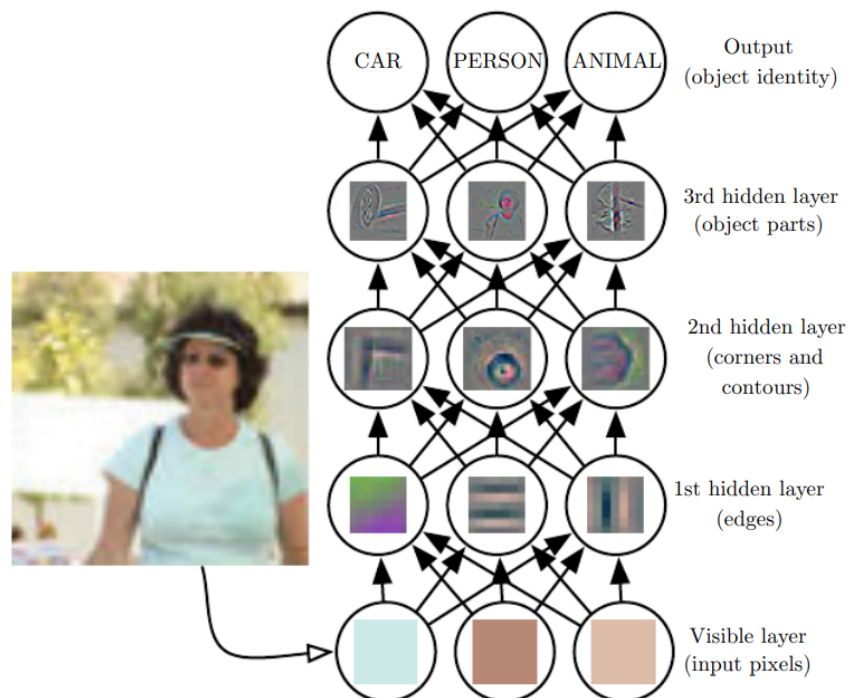 CAR PERSON ANIMAL
Output
(object identity)
3rd hidden layer
(object parts)
2nd hidden layer
(corners and
contours)
1st hidden layer
(edges)
Visible layer
(input pixels)